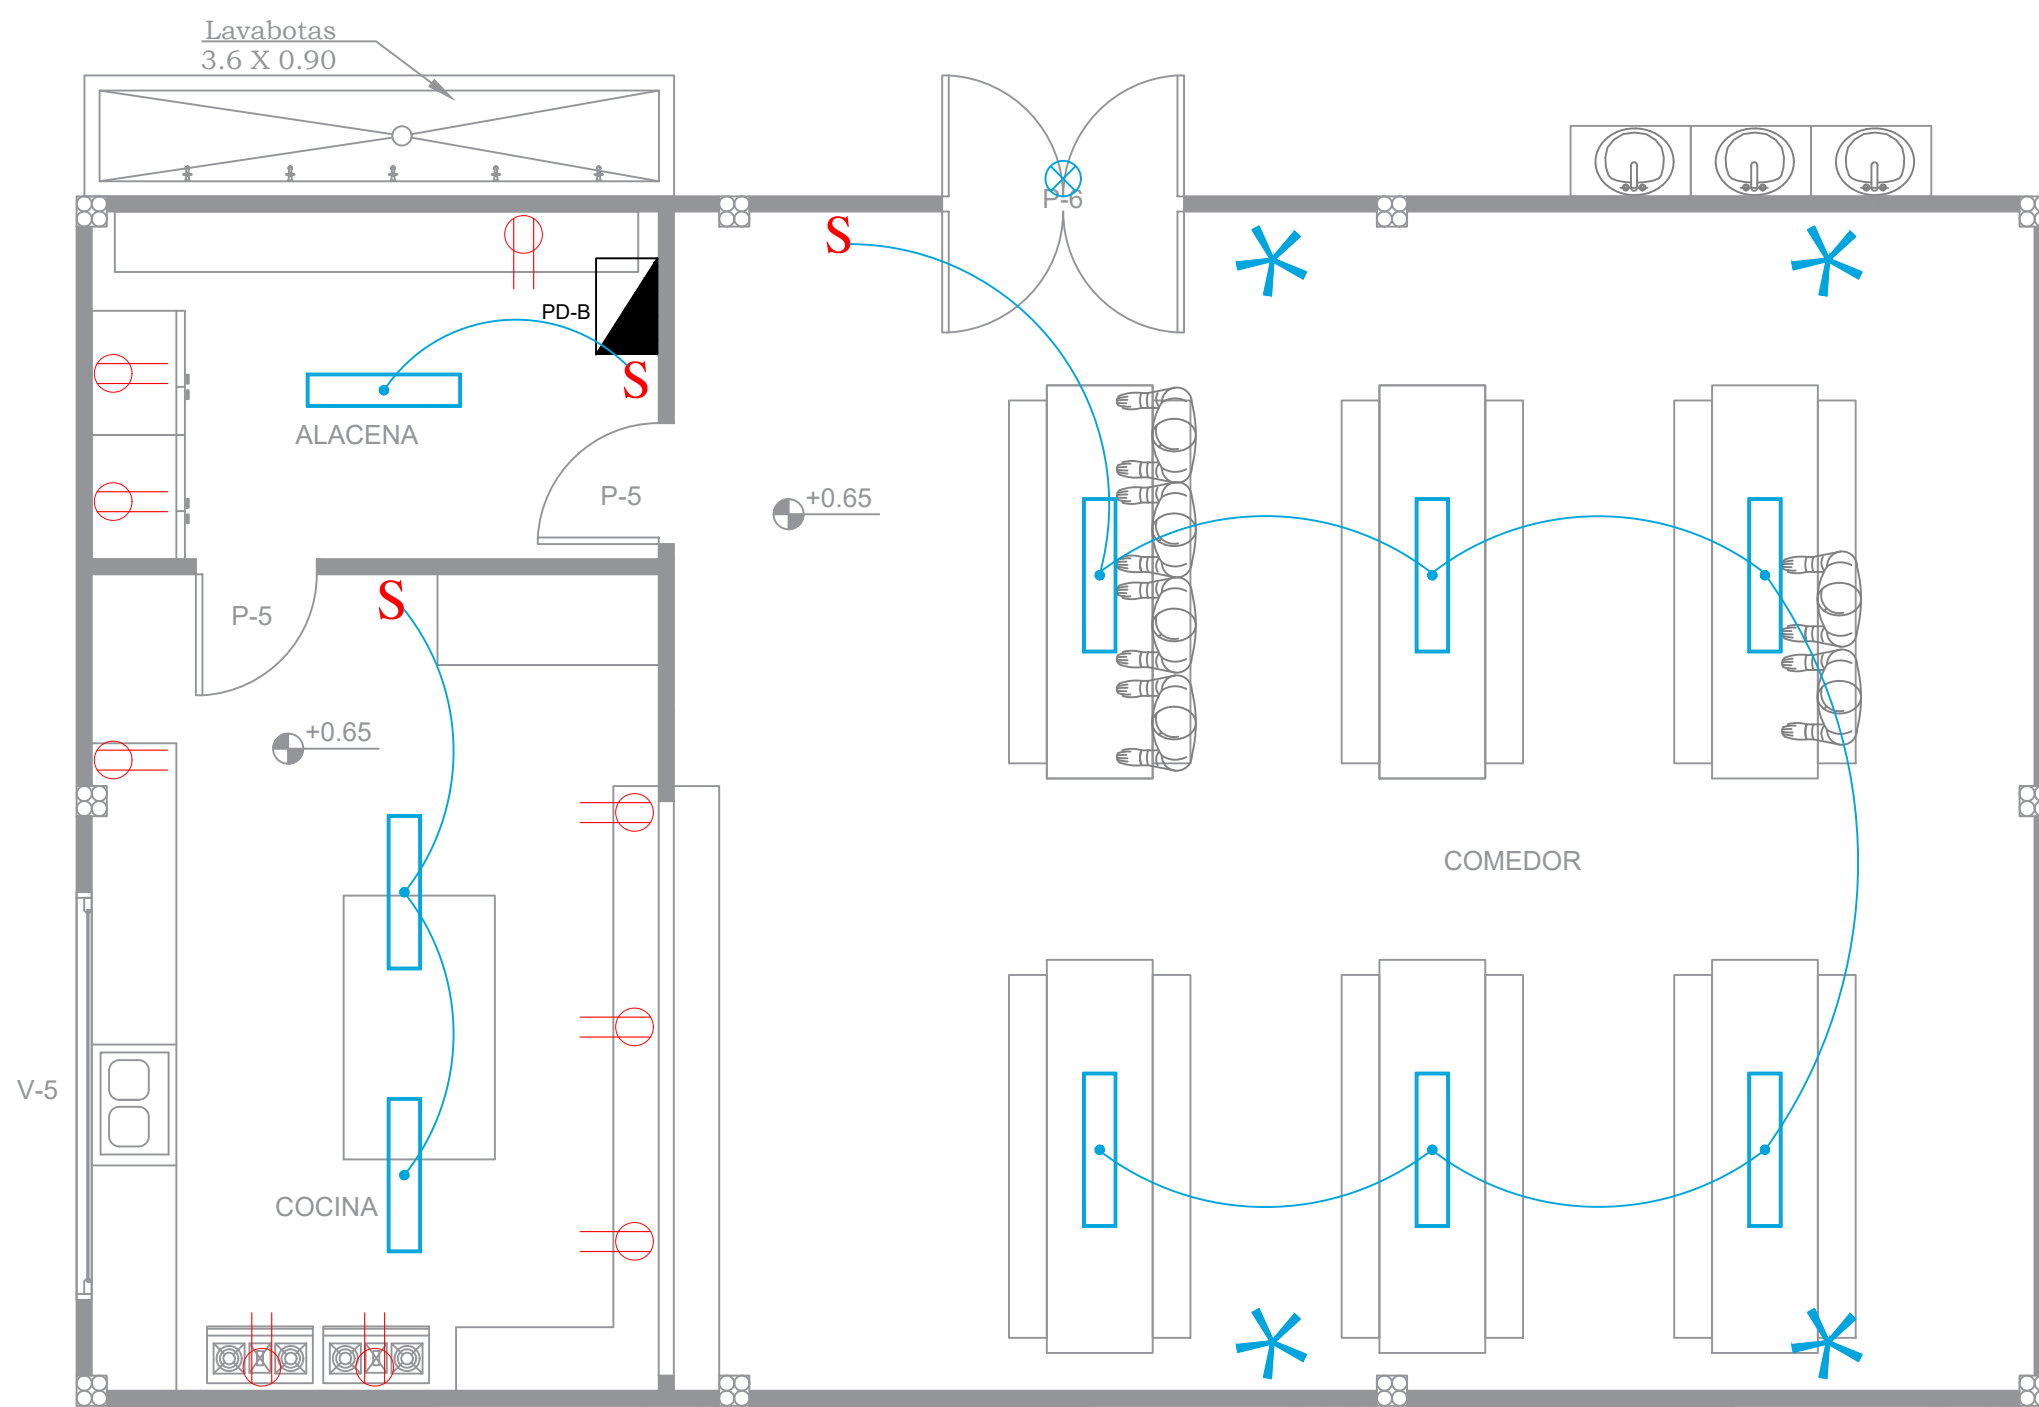 Lavabotas
3.6 X 0.90
P-6
S
PD-B
S
ALACENA
P-5
+0.65
S
P-5
+0.65
COMEDOR
V-5
COCINA